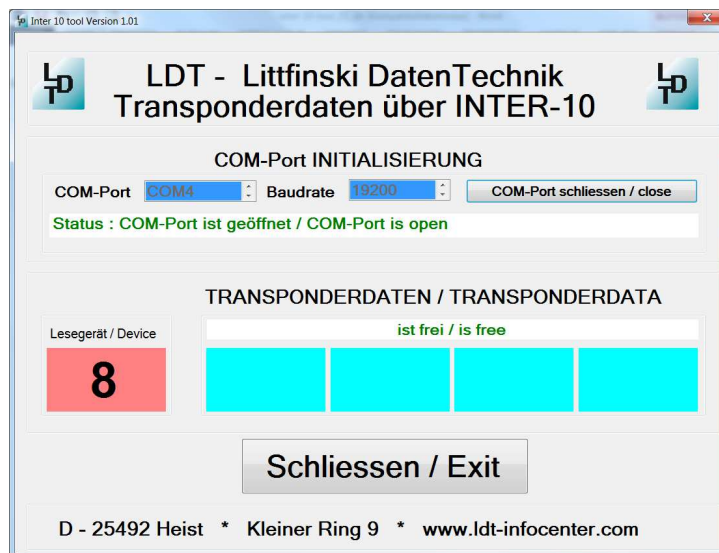 Inter 10 tool Version 1.01
LDT - Littfinski DatenTechnik
Transponderdaten über INTER-10
LDT
LDT
COM-Port INITIALISIERUNG
COM-Port COM4 Baudrate 19200 COM-Port schliessen / close
Status : COM-Port ist geöffnet / COM-Port is open
TRANSPONDERDATEN / TRANSPONDERDATA
Lesegerät / Device
ist frei / is free
8
Schliessen / Exit
D - 25492 Heist * Kleiner Ring 9 * www.ldt-infocenter.com